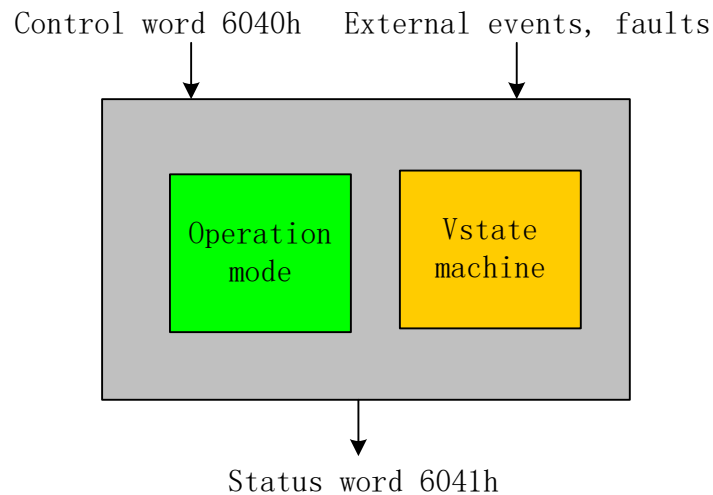 Control word 6040h
External events, faults
Operation
mode
Vstate
machine
Status word 6041h